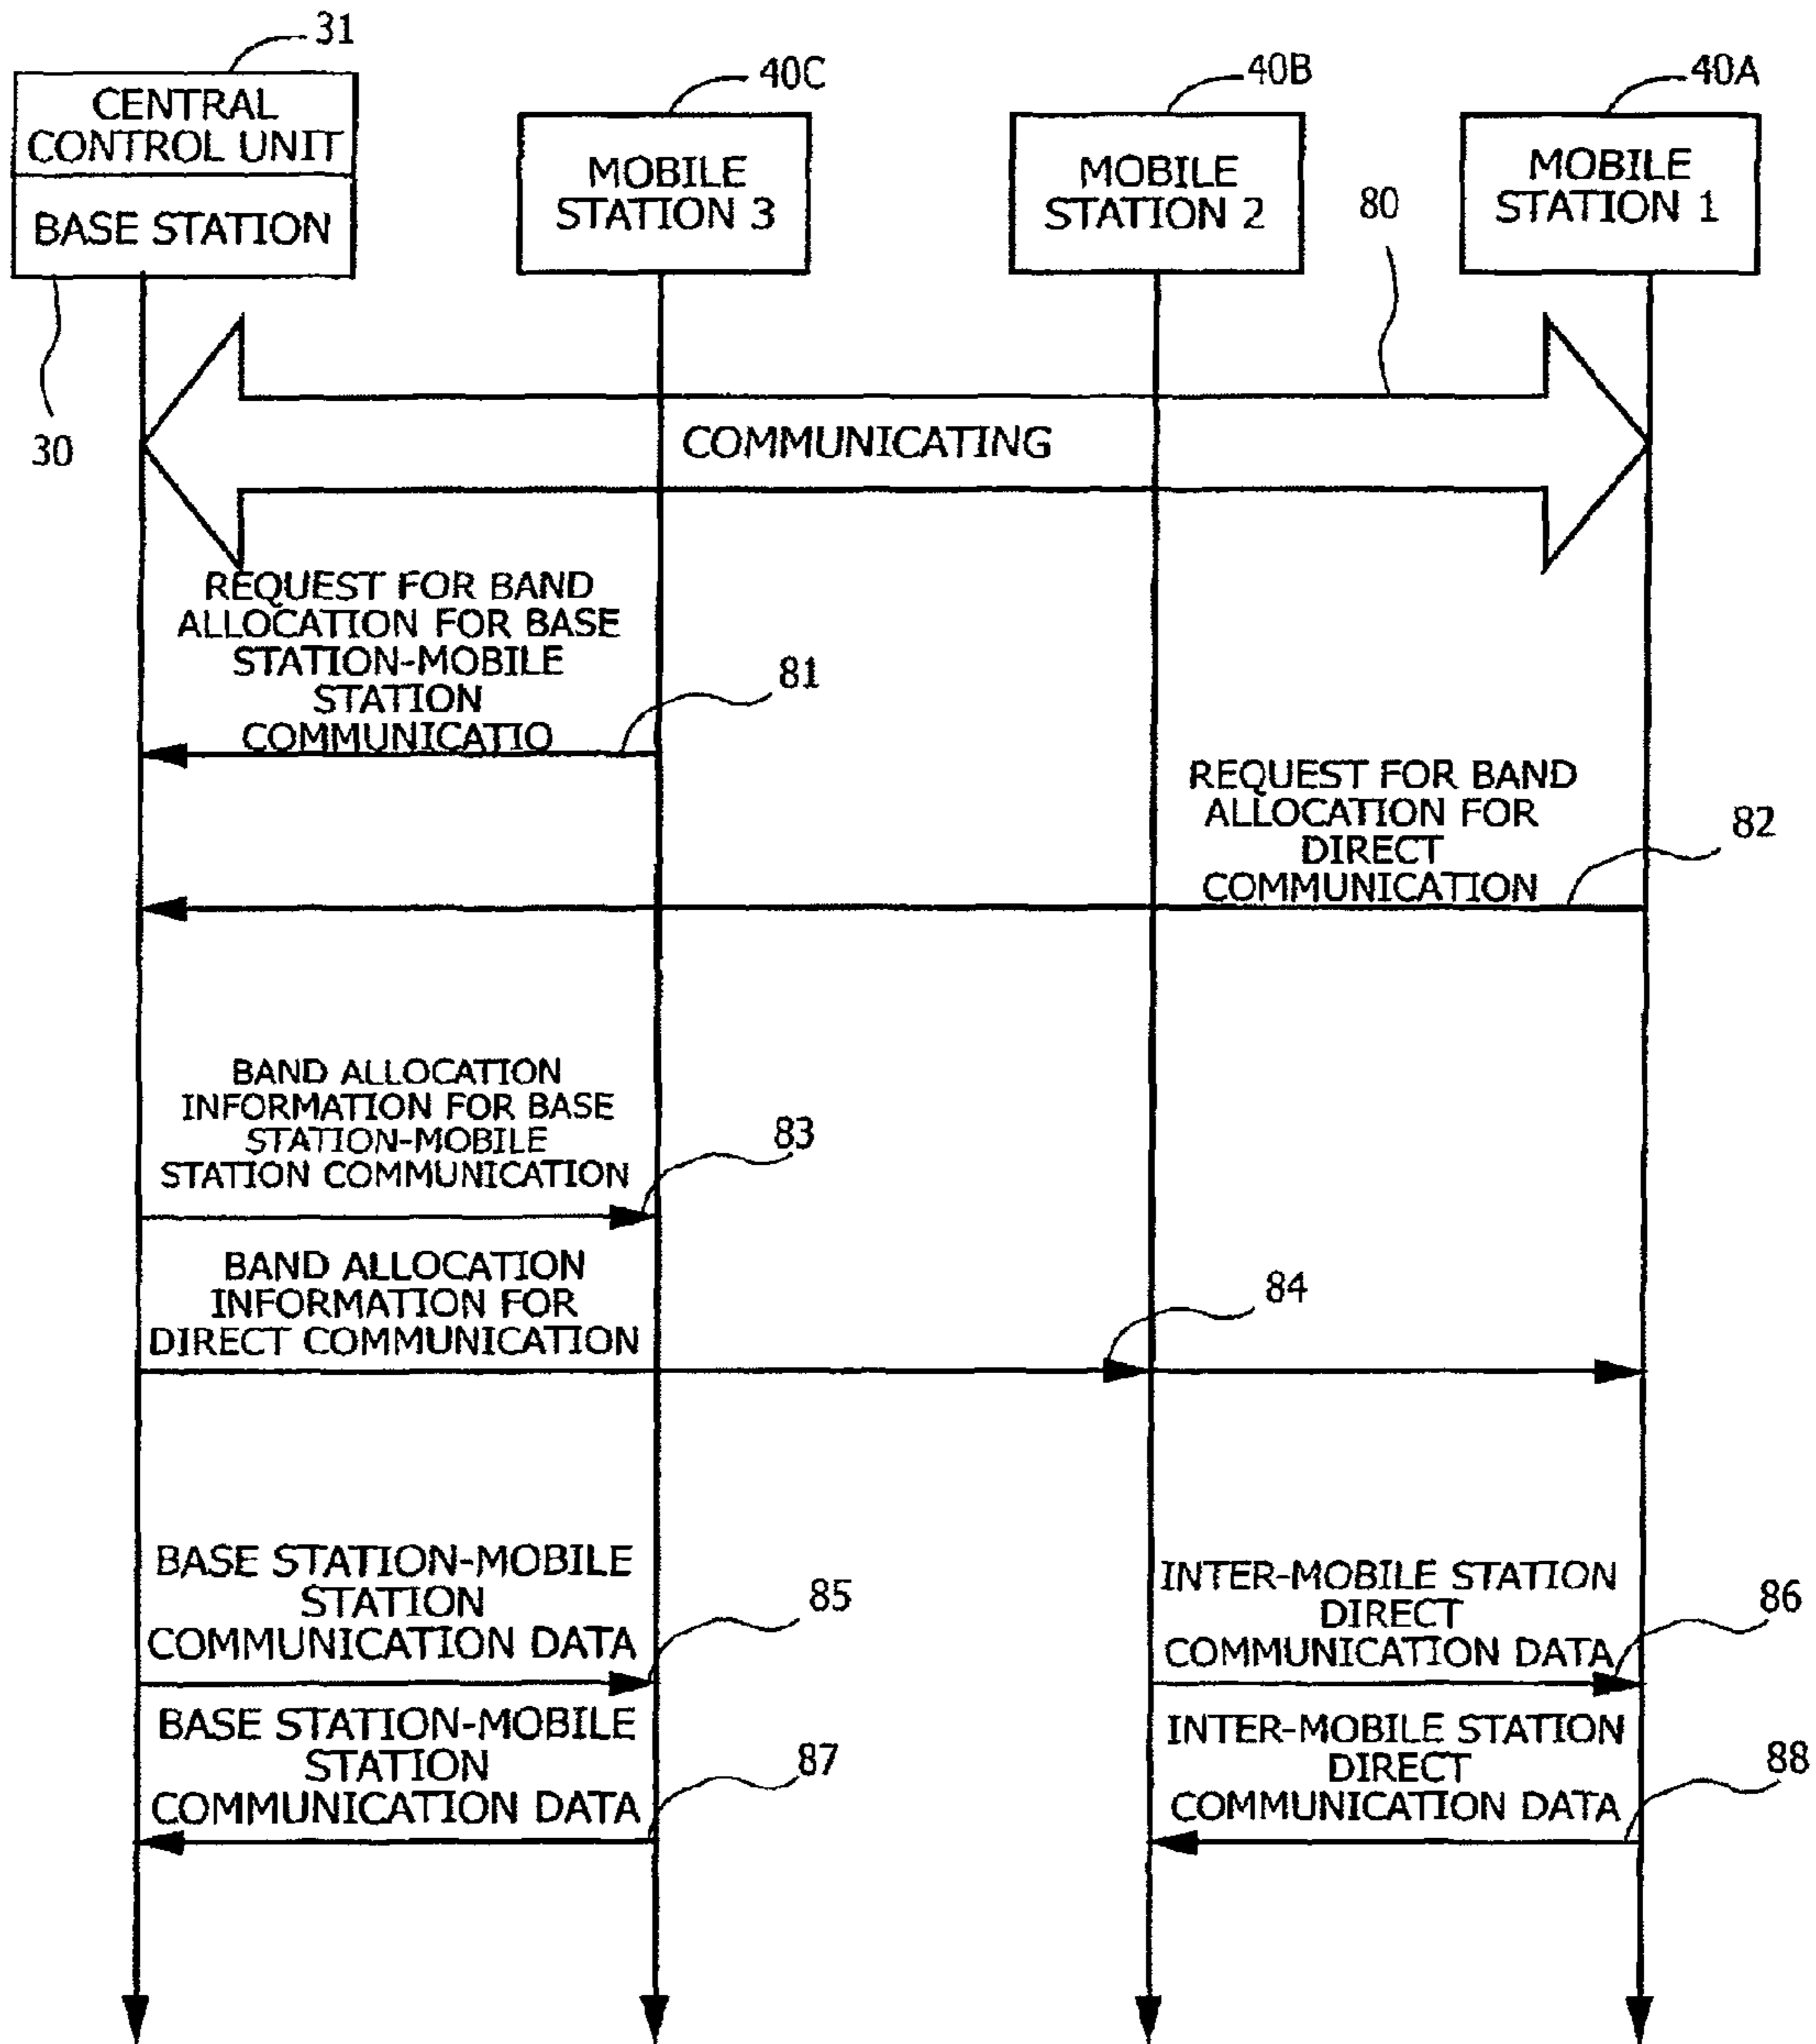 31
40C
40B
40A
CENTRAL
CONTROL UNIT
BASE STATION
MOBILE
STATION 3
MOBILE
STATION 2
MOBILE
STATION 1
80
30
COMMUNICATING
REQUEST FOR BAND
ALLOCATION FOR BASE
STATION-MOBILE
STATION
COMMUNICATIO
81
REQUEST FOR BAND
ALLOCATION FOR
DIRECT
COMMUNICATION
82
BAND ALLOCATION
INFORMATION FOR BASE
STATION-MOBILE
STATION COMMUNICATION
83
BAND ALLOCATION
INFORMATION FOR
DIRECT COMMUNICATION
84
BASE STATION-MOBILE
STATION
COMMUNICATION DATA
85
INTER-MOBILE STATION
DIRECT
COMMUNICATION DATA
86
BASE STATION-MOBILE
STATION
COMMUNICATION DATA
87
INTER-MOBILE STATION
DIRECT
COMMUNICATION DATA
88